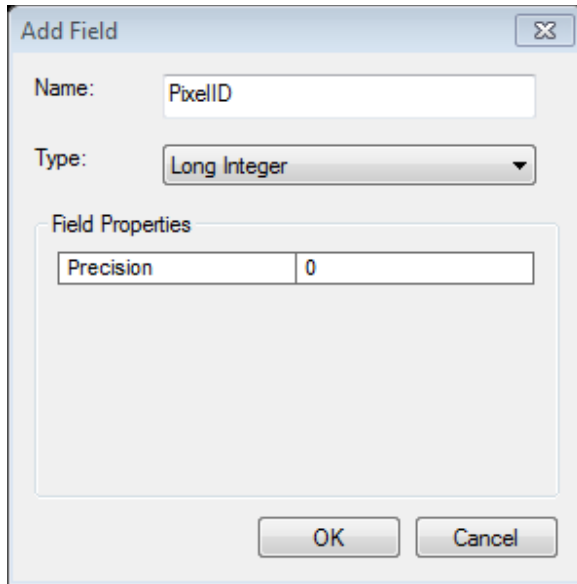 Add Field
Name: PixelID
Type: Long Integer
Field Properties
Precision 0
OK Cancel